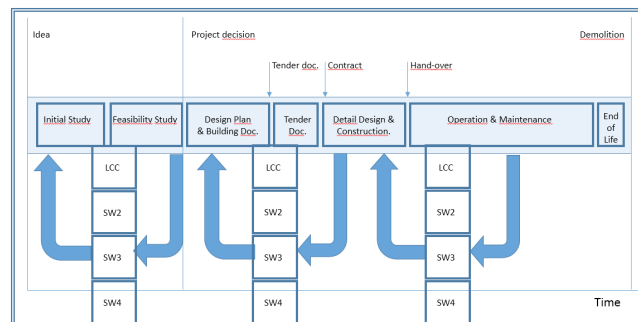 Idea
Project decision
Demolition
Tender doc.
Contract
Hand-over
Initial Study
Feasibility Study
Design Plan
& Building Doc.
Tender
Doc.
Detail Design &
Construction.
Operation & Maintenance
End
of
Life
LCC
LCC
LCC
SW2
SW2
SW2
SW3
SW3
SW3
SW4
SW4
SW4
Time